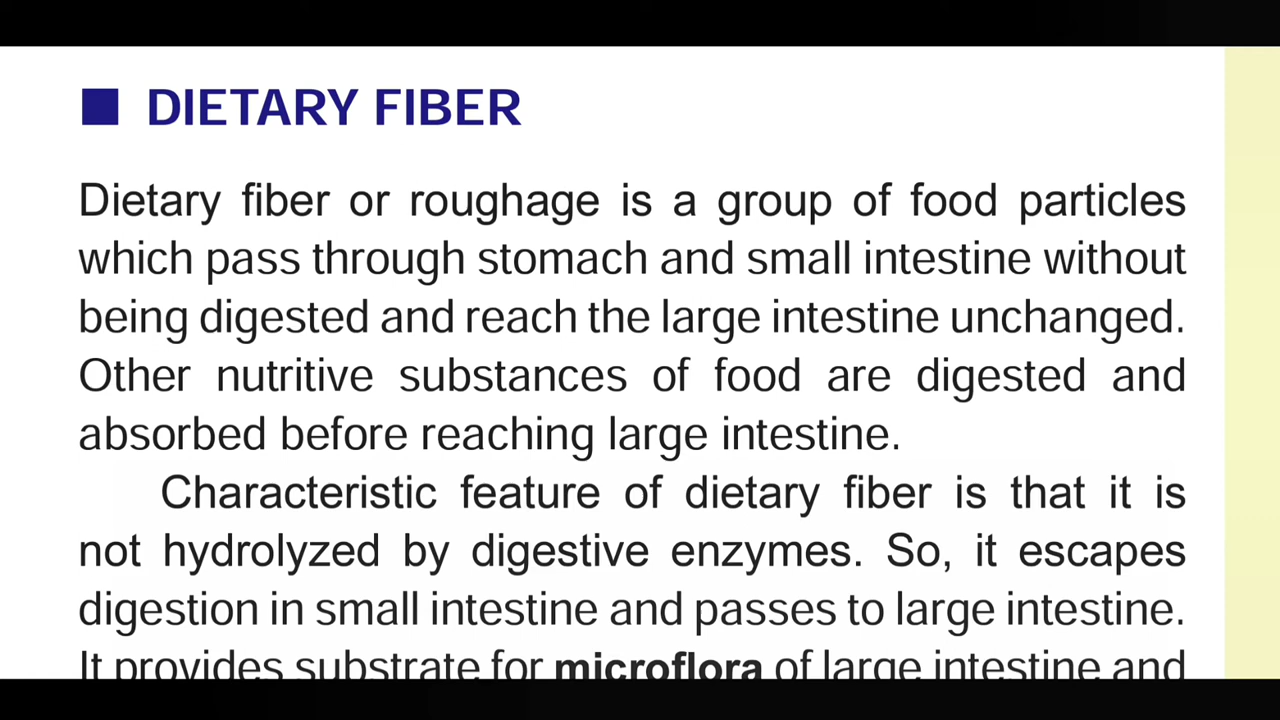 DIETARY FIBER
Dietary fiber or roughage is a group of food particles
which pass through stomach and small intestine without
being digested and reach the large intestine unchanged.
Other nutritive substances of food are digested and
absorbed before reaching large intestine.
Characteristic feature of dietary fiber is that it is
not hydrolyzed by digestive enzymes. So, it escapes
digestion in small intestine and passes to large intestine.
It provides substrate for microflora of large intestine and